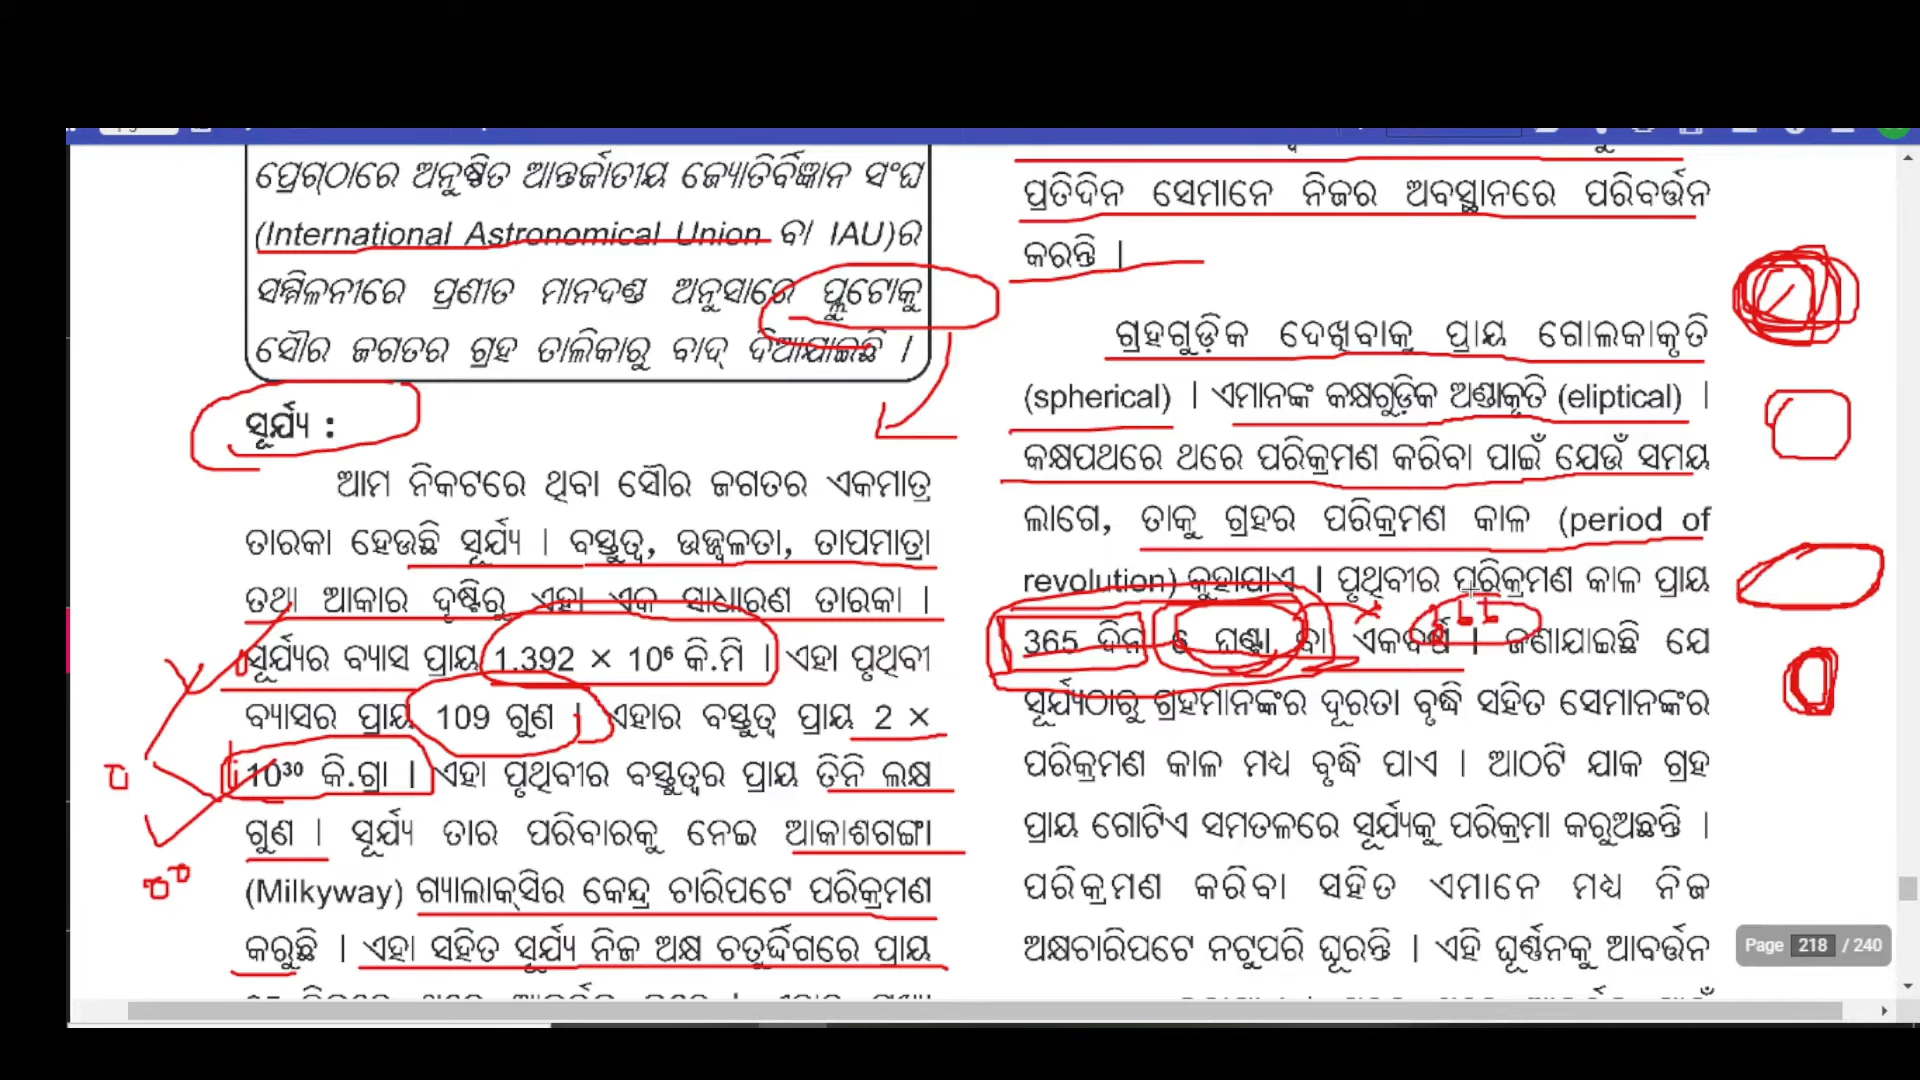 ପ୍ରେଗ୍‌ଠାରେ ଅନୁଷ୍ଠିତ ଆନ୍ତର୍ଜାତୀୟ ଜ୍ୟୋତିର୍ବିଜ୍ଞାନ ସଂଘ
(International Astronomical Union ବା IAU)ର
ସମ୍ମିଳନୀରେ ପ୍ରଣୀତ ମାନଦଣ୍ଡ ଅନୁସାରେ ପ୍ଲୁଟୋକୁ
ସୌର ଜଗତର ଗ୍ରହ ତାଲିକାରୁ ବାଦ୍ ଦିଆଯାଇଛି ।
ସୂର୍ଯ୍ୟ :
ଆମ ନିକଟରେ ଥିବା ସୌର ଜଗତର ଏକମାତ୍ର
ତାରକା ହେଉଛି ସୂର୍ଯ୍ୟ । ବସ୍ତୁତ୍ୱ, ଉଜ୍ଜ୍ୱଳତା, ତାପମାତ୍ରା
ତଥା ଆକାର ଦୃଷ୍ଟିରୁ ଏହା ଏକ ସାଧାରଣ ତାରକା ।
ସୂର୍ଯ୍ୟର ବ୍ୟାସ ପ୍ରାୟ 1.392 × 10⁶ କି.ମି । ଏହା ପୃଥିବୀ
ବ୍ୟାସର ପ୍ରାୟ 109 ଗୁଣ । ଏହାର ବସ୍ତୁତ୍ୱ ପ୍ରାୟ 2 ×
10³⁰ କି.ଗ୍ରା । ଏହା ପୃଥିବୀର ବସ୍ତୁତ୍ୱର ପ୍ରାୟ ତିନି ଲକ୍ଷ
ଗୁଣ । ସୂର୍ଯ୍ୟ ତାର ପରିବାରକୁ ନେଇ ଆକାଶଗଙ୍ଗା
(Milkyway) ଗ୍ୟାଲାକ୍‌ସିର କେନ୍ଦ୍ର ଚାରିପଟେ ପରିକ୍ରମଣ
କରୁଛି । ଏହା ସହିତ ସୂର୍ଯ୍ୟ ନିଜ ଅକ୍ଷ ଚତୁର୍ଦ୍ଦିଗରେ ପ୍ରାୟ
ପ୍ରତିଦିନ ସେମାନେ ନିଜର ଅବସ୍ଥାନରେ ପରିବର୍ତ୍ତନ
କରନ୍ତି ।
ଗ୍ରହଗୁଡ଼ିକ ଦେଖିବାକୁ ପ୍ରାୟ ଗୋଲକାକୃତି
(spherical) । ଏମାନଙ୍କ କକ୍ଷଗୁଡ଼ିକ ଅଣ୍ଡାକୃତି (eliptical) ।
କକ୍ଷପଥରେ ଥରେ ପରିକ୍ରମଣ କରିବା ପାଇଁ ଯେଉଁ ସମୟ
ଲାଗେ, ତାକୁ ଗ୍ରହର ପରିକ୍ରମଣ କାଳ (period of
revolution) କୁହାଯାଏ । ପୃଥିବୀର ପରିକ୍ରମଣ କାଳ ପ୍ରାୟ
365 ଦିନ 6 ଘଣ୍ଟା ବା ଏକବର୍ଷ । ଜଣାଯାଇଛି ଯେ
ସୂର୍ଯ୍ୟଠାରୁ ଗ୍ରହମାନଙ୍କର ଦୂରତା ବୃଦ୍ଧି ସହିତ ସେମାନଙ୍କର
ପରିକ୍ରମଣ କାଳ ମଧ୍ୟ ବୃଦ୍ଧି ପାଏ । ଆଠଟି ଯାକ ଗ୍ରହ
ପ୍ରାୟ ଗୋଟିଏ ସମତଳରେ ସୂର୍ଯ୍ୟକୁ ପରିକ୍ରମା କରୁଅଛନ୍ତି ।
ପରିକ୍ରମଣ କରିବା ସହିତ ଏମାନେ ମଧ୍ୟ ନିଜ
ଅକ୍ଷଚାରିପଟେ ନଟୁପରି ଘୂରନ୍ତି । ଏହି ଘୂର୍ଣ୍ଣନକୁ ଆବର୍ତ୍ତନ
Page 218 / 240